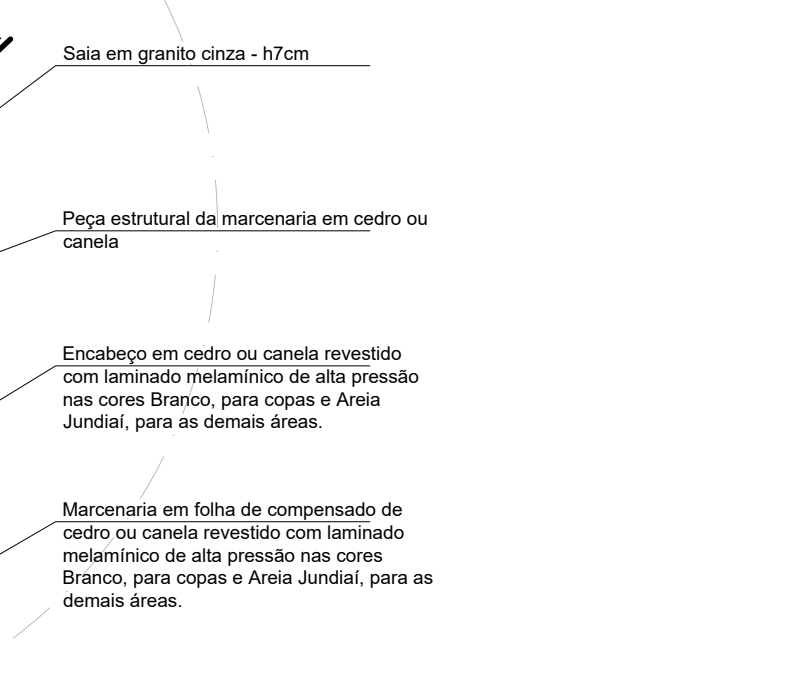 Saia em granito cinza - h7cm
Peça estrutural da marcenaria em cedro ou
canela
Encabeço em cedro ou canela revestido
com laminado melamínico de alta pressão
nas cores Branco, para copas e Areia
Jundiaí, para as demais áreas.
Marcenaria em folha de compensado de
cedro ou canela revestido com laminado
melamínico de alta pressão nas cores
Branco, para copas e Areia Jundiaí, para as
demais áreas.